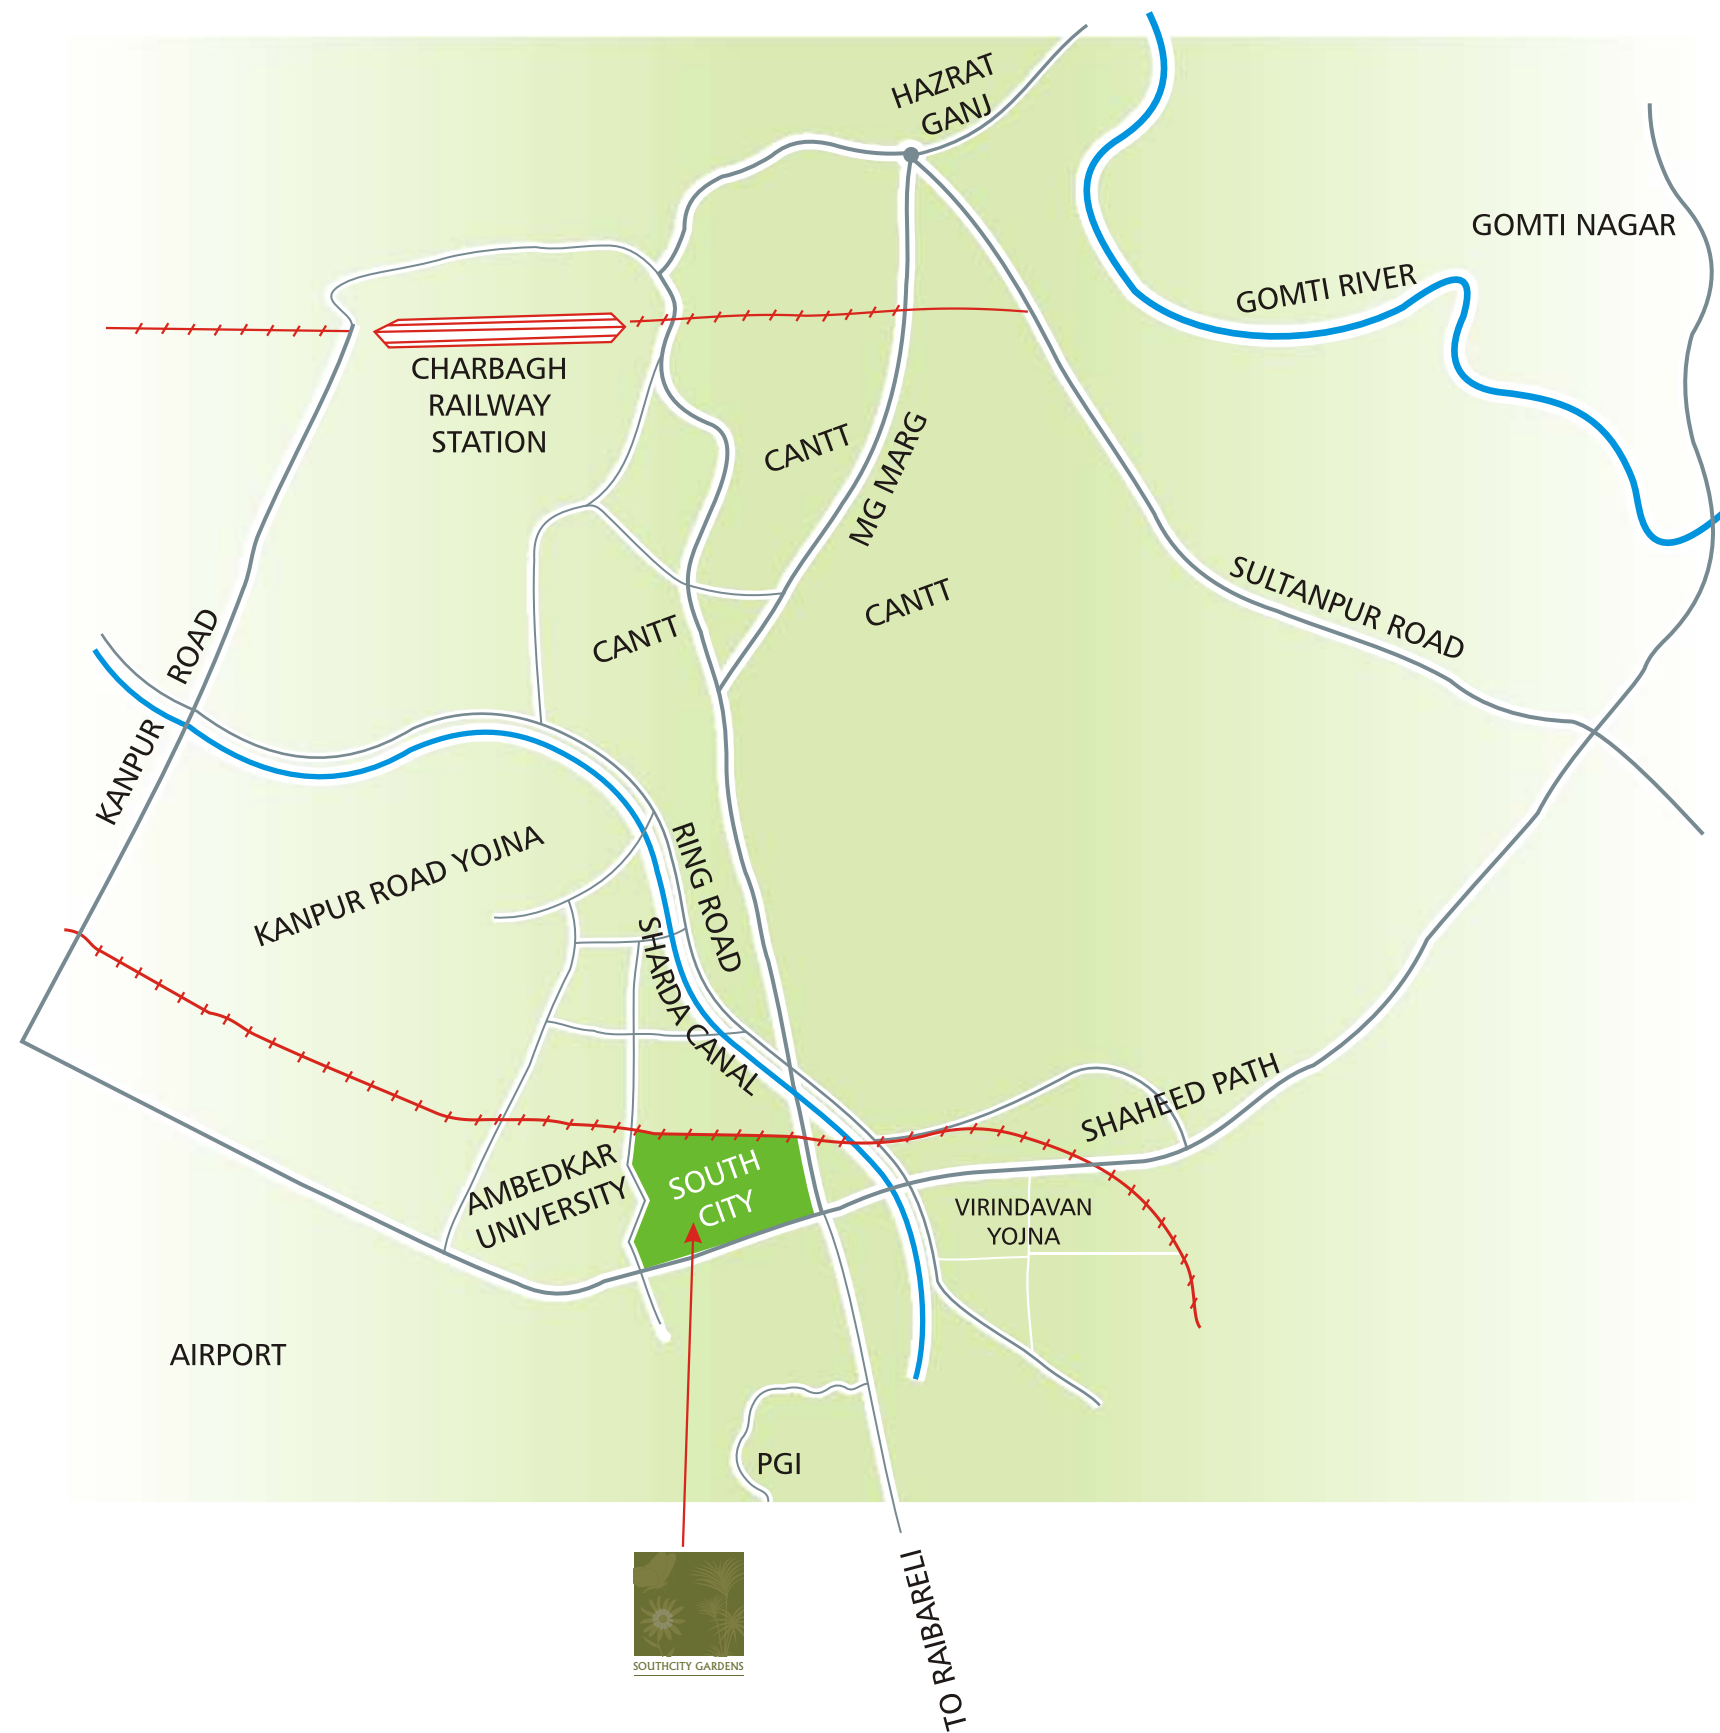 HAZRAT
GANJ
GOMTI NAGAR
GOMTI RIVER
CHARBAGH
RAILWAY
STATION
CANTT
MG MARG
SULTANPUR ROAD
CANTT
CANTT
KANPUR ROAD
KANPUR ROAD YOJNA
RING ROAD
SHARDA CANAL
SHAHEED PATH
AMBEDKAR
UNIVERSITY
SOUTH
CITY
VIRINDAVAN
YOJNA
AIRPORT
PGI
TO RAIBARELI
SOUTHCITY GARDENS